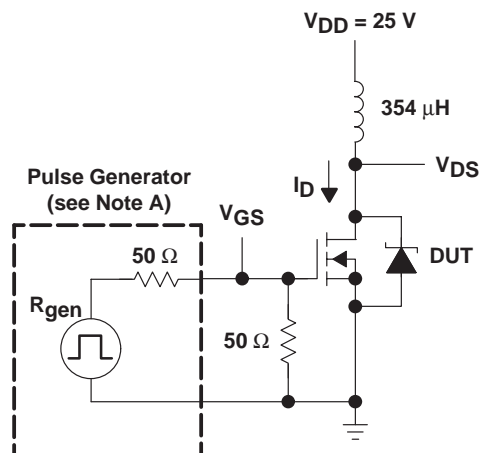 V_DD = 25 V
354 μH
V_DS
Pulse Generator
(see Note A)
V_GS
I_D
50 Ω
DUT
R_gen
50 Ω